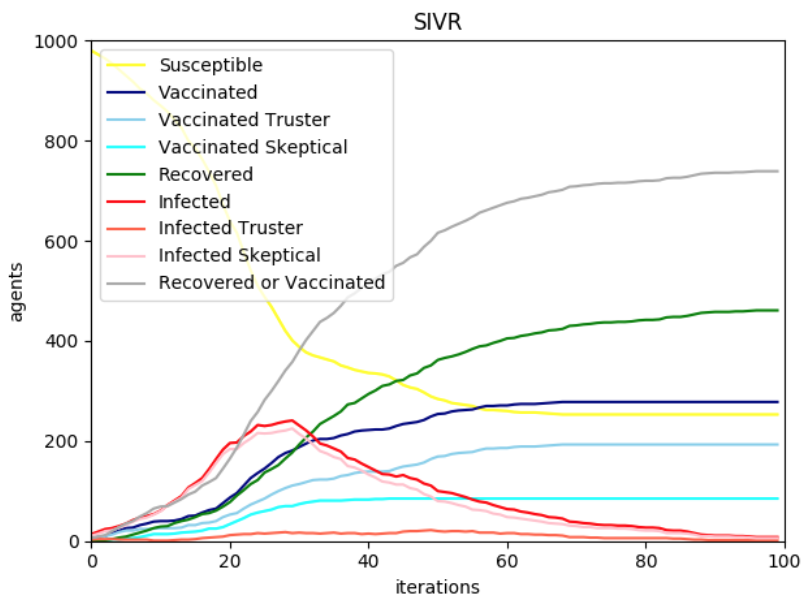 SIVR
1000
800
600
400
200
0
agents
Susceptible
Vaccinated
Vaccinated Truster
Vaccinated Skeptical
Recovered
Infected
Infected Truster
Infected Skeptical
Recovered or Vaccinated
0 20 40 60 80 100
iterations